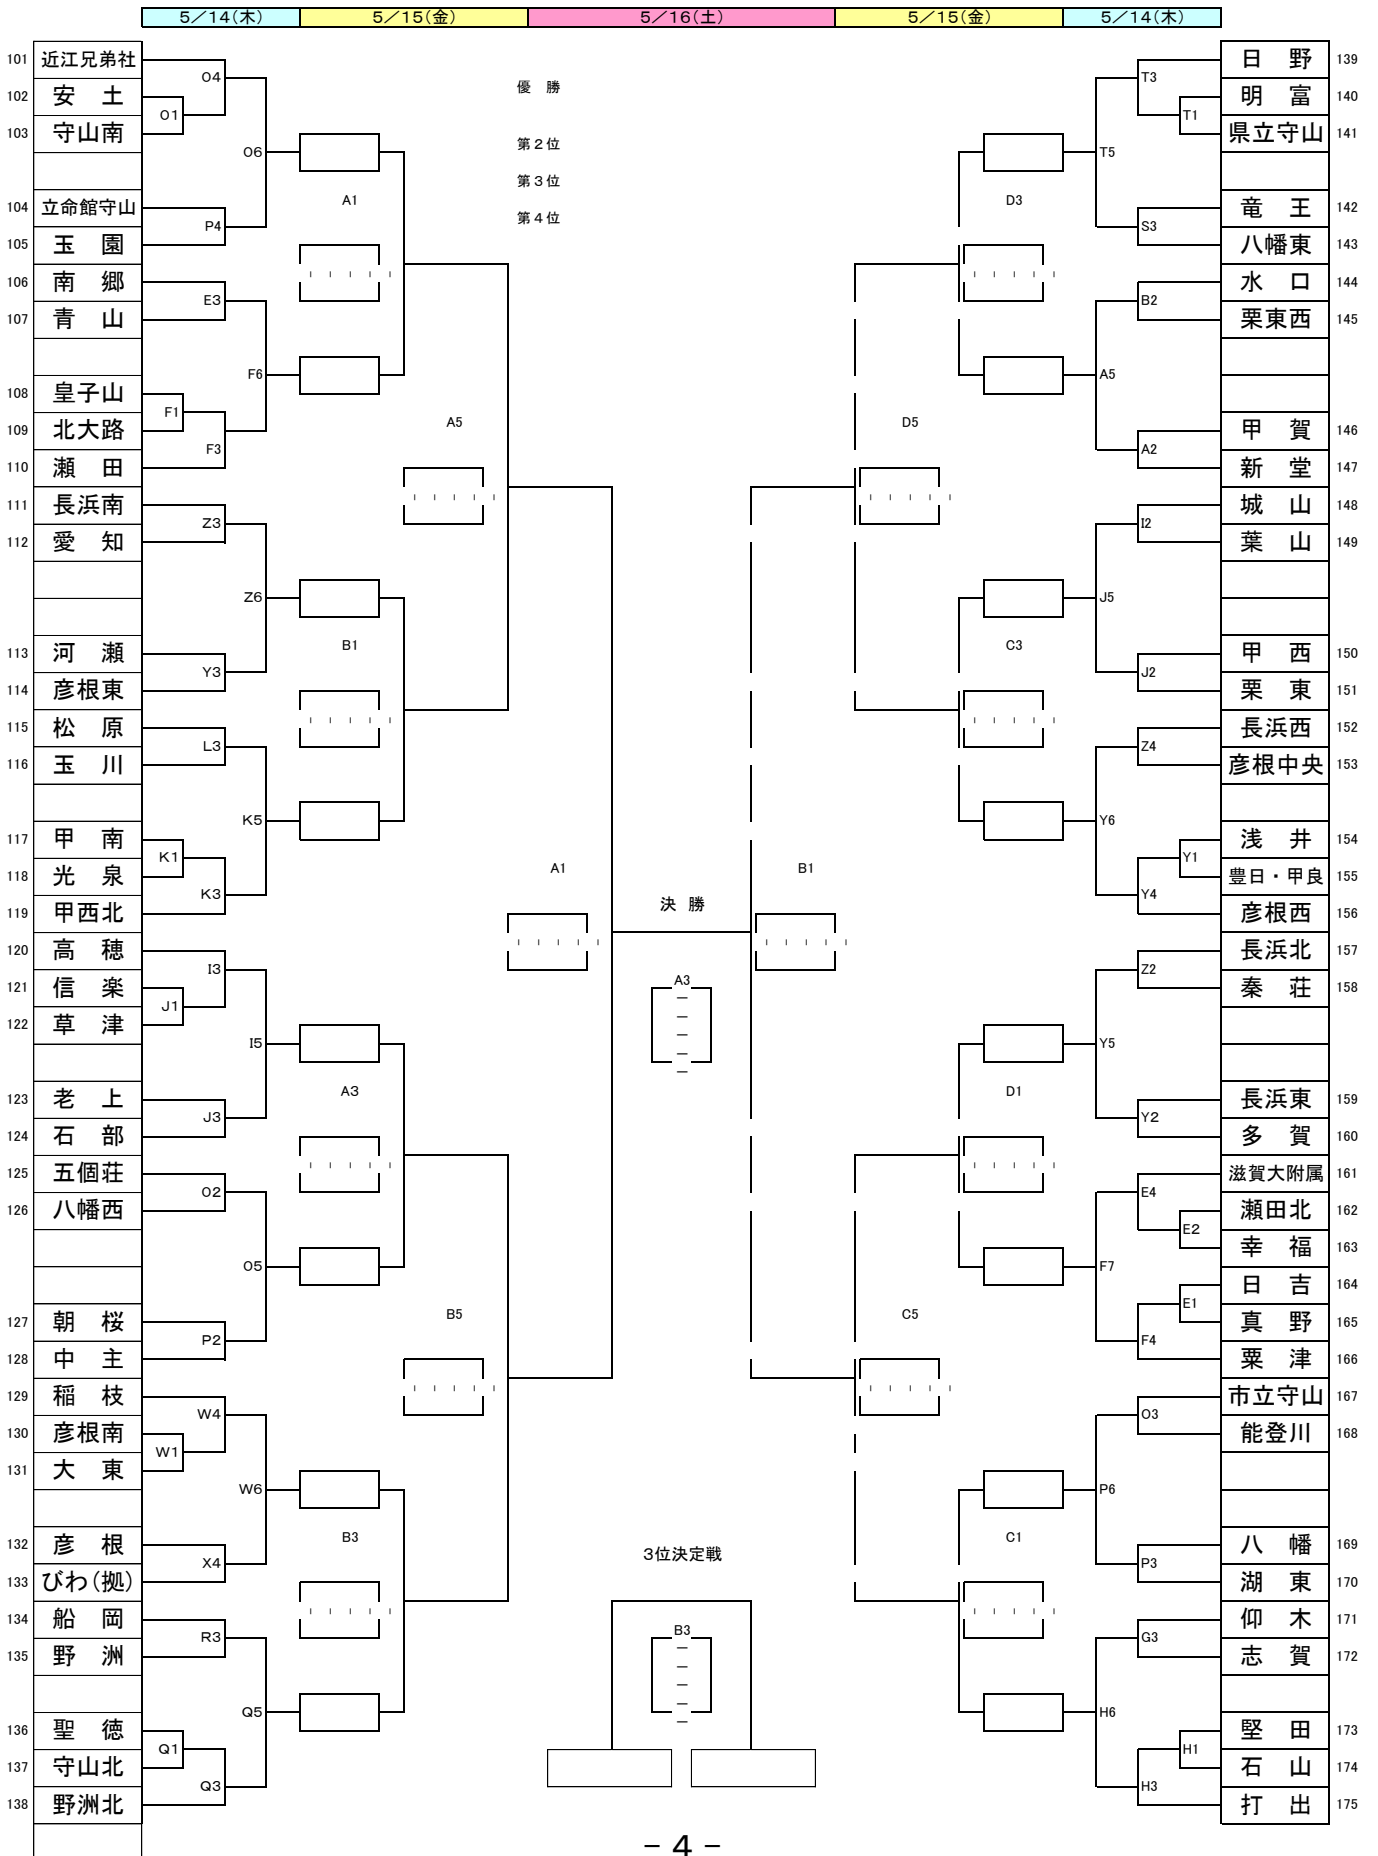 5／14（木） 5／15（金） 5／16（土） 5／15（金） 5／14（木）
優　勝
第２位
第３位
第４位
101 近江兄弟社
102 安　土
103 守山南
104 立命館守山
105 玉　園
106 南　郷
107 青　山
108 皇子山
109 北大路
110 瀬　田
111 長浜南
112 愛　知
113 河　瀬
114 彦根東
115 松　原
116 玉　川
117 甲　南
118 光　泉
119 甲西北
120 高　穂
121 信　楽
122 草　津
123 老　上
124 石　部
125 五個荘
126 八幡西
127 朝　桜
128 中　主
129 稲　枝
130 彦根南
131 大　東
132 彦　根
133 びわ（拠）
134 船　岡
135 野　洲
136 聖　徳
137 守山北
138 野洲北
O4
O1
O6
P4
E3
F6
F1
F3
Z3
Z6
Y3
L3
K5
K1
K3
I3
J1
I5
J3
O2
O5
P2
W4
W1
W6
X4
R3
Q5
Q1
Q3
A1
B1
A3
B3
A5
B5
A1
決　勝
A3
B1
3位決定戦
B3
D5
C5
D3
C3
D1
C1
T3
T1
T5
S3
B2
A5
A2
I2
J5
J2
Z4
Y6
Y1
Y4
Z2
Y5
Y2
E4
E2
F7
E1
F4
O3
P6
P3
G3
H6
H1
H3
日　野 139
明　富 140
県立守山 141
竜　王 142
八幡東 143
水　口 144
栗東西 145
甲　賀 146
新　堂 147
城　山 148
葉　山 149
甲　西 150
栗　東 151
長浜西 152
彦根中央 153
浅　井 154
豊日・甲良 155
彦根西 156
長浜北 157
秦　荘 158
長浜東 159
多　賀 160
滋賀大附属 161
瀬田北 162
幸　福 163
日　吉 164
真　野 165
粟　津 166
市立守山 167
能登川 168
八　幡 169
湖　東 170
仰　木 171
志　賀 172
堅　田 173
石　山 174
打　出 175
－ 4 －